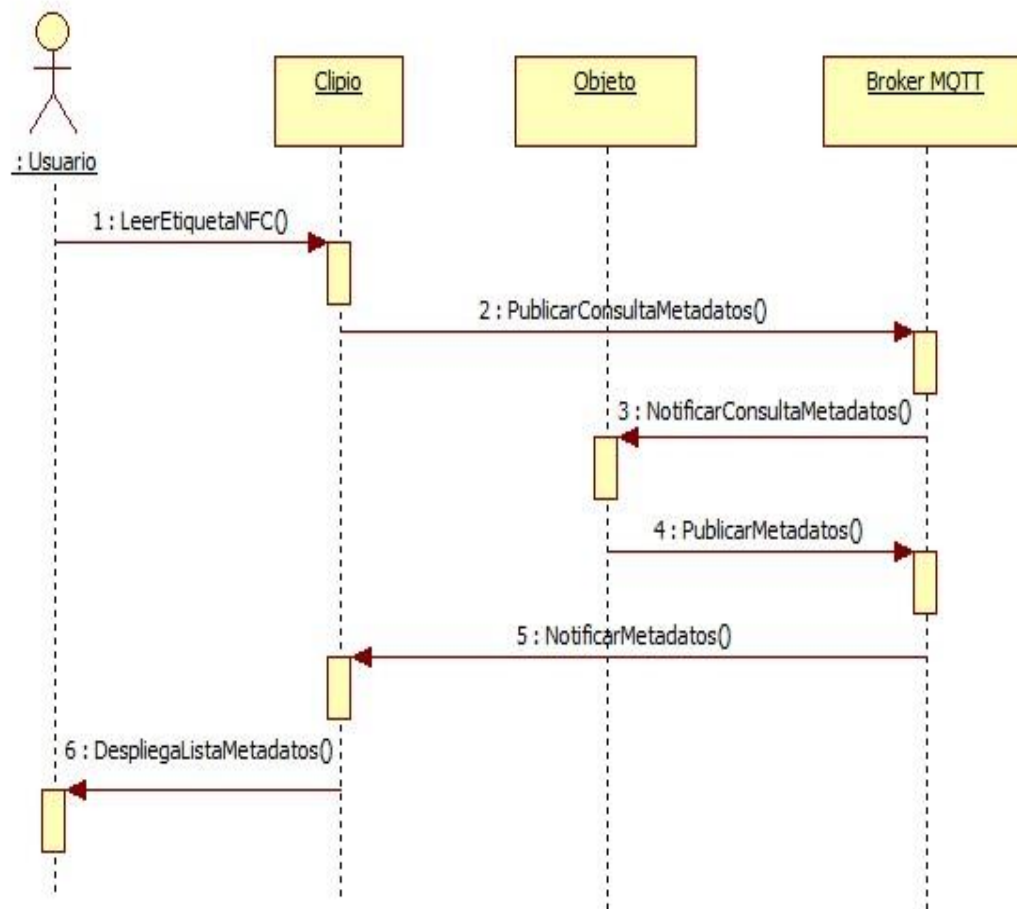 Clipio
Objeto
Broker MQTT
: Usuario
1 : LeerEtiquetaNFC()
2 : PublicarConsultaMetadatos()
3 : NotificarConsultaMetadatos()
4 : PublicarMetadatos()
5 : NotificarMetadatos()
6 : DespliegaListaMetadatos()